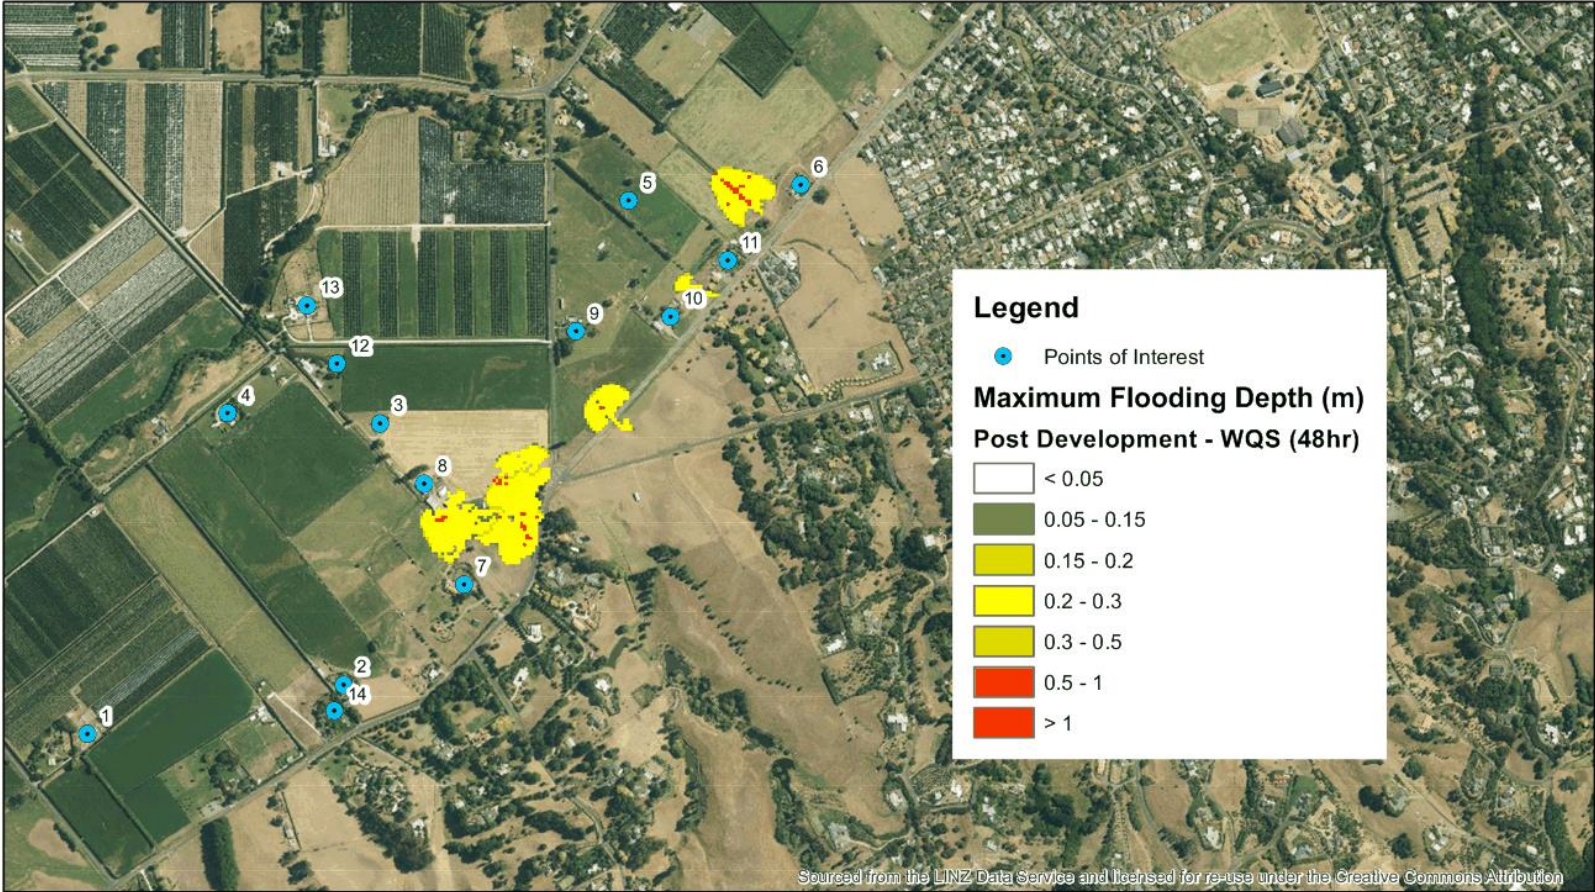 6
5
11
13
10
9
12
4
3
8
7
2
14
1
Legend
Points of Interest
Maximum Flooding Depth (m)
Post Development - WQS (48hr)
< 0.05
0.05 - 0.15
0.15 - 0.2
0.2 - 0.3
0.3 - 0.5
0.5 - 1
> 1
Sourced from the LINZ Data Service and licensed for re-use under the Creative Commons Attribution